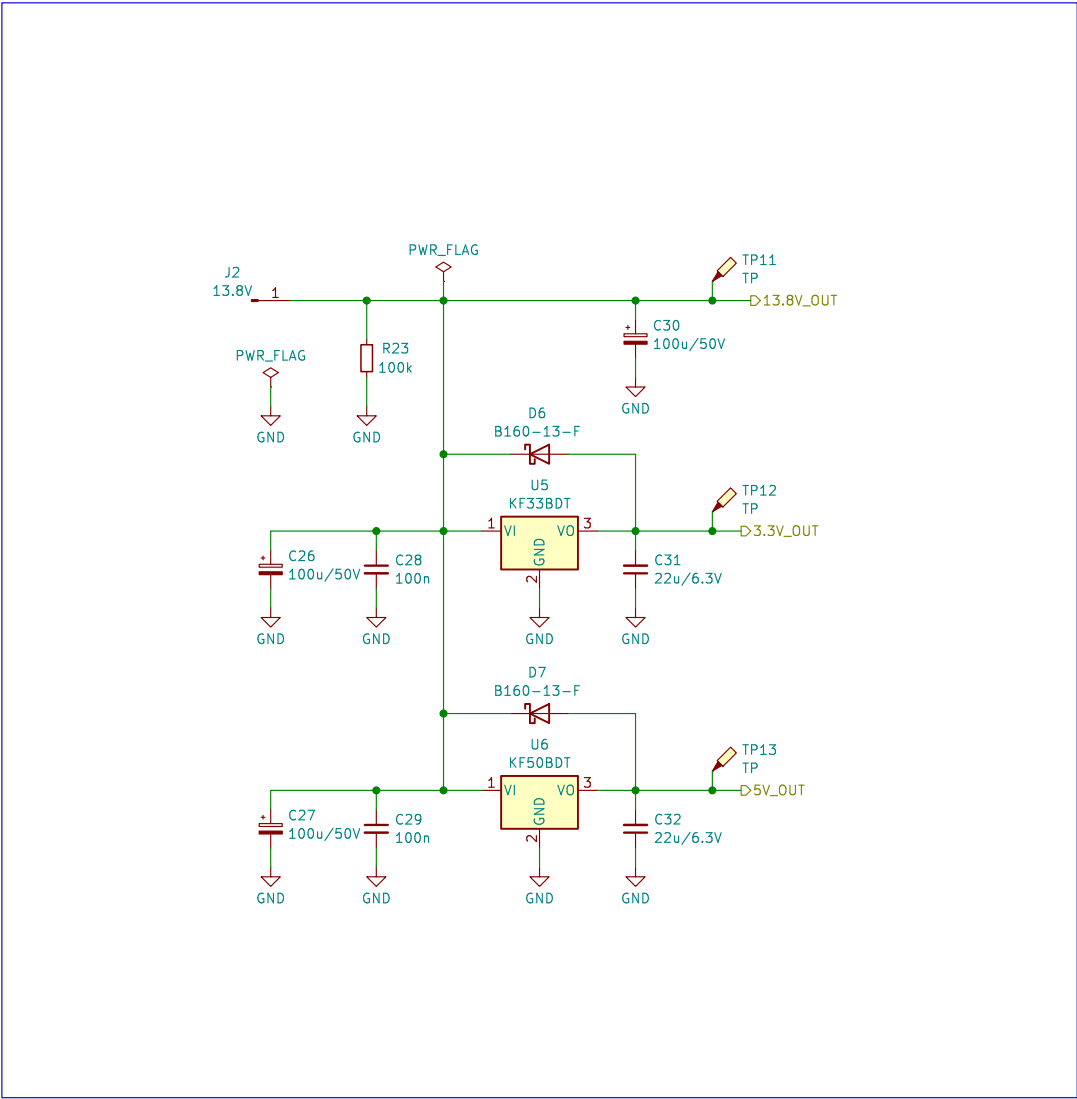 PWR_FLAG
J2
13.8V
1
TP11
TP
13.8V_OUT
C30
100u/50V
GND
PWR_FLAG
GND
R23
100k
GND
D6
B160-13-F
U5
KF33BDT
1
VI
VO
3
GND
2
GND
TP12
TP
3.3V_OUT
C26
100u/50V
GND
C28
100n
GND
C31
22u/6.3V
GND
D7
B160-13-F
U6
KF50BDT
1
VI
VO
3
GND
2
GND
TP13
TP
5V_OUT
C27
100u/50V
GND
C29
100n
GND
C32
22u/6.3V
GND